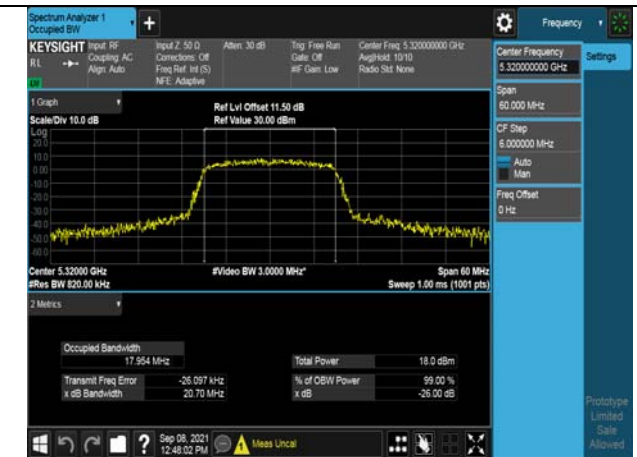 Spectrum Analyzer 1
Occupied BW
+
Frequency
KEYSIGHT
RL
Input: RF
Coupling: AC
Align: Auto
Input Z: 50 Ω
Corrections: Off
Freq Ref: Int (S)
NFE: Adaptive
Atten: 30 dB
Trig: Free Run
Gate: Off
#IF Gain: Low
Center Freq: 5.320000000 GHz
Avg|Hold: 10/10
Radio Std: None
Center Frequency
5.320000000 GHz
Settings
Span
60.000 MHz
CF Step
6.000000 MHz
Auto
Man
Freq Offset
0 Hz
1 Graph
Scale/Div 10.0 dB
Ref Lvl Offset 11.50 dB
Ref Value 30.00 dBm
Log
20.0
10.0
0.00
-10.0
-20.0
-30.0
-40.0
-50.0
-60.0
Center 5.32000 GHz
#Video BW 3.0000 MHz*
Span 60 MHz
#Res BW 820.00 kHz
Sweep 1.00 ms (1001 pts)
2 Metrics
Occupied Bandwidth
17.954 MHz
Total Power
18.0 dBm
Transmit Freq Error
-26.097 kHz
% of OBW Power
99.00 %
x dB Bandwidth
20.70 MHz
x dB
-26.00 dB
Prototype
Limited
Sale
Allowed
?
Sep 08, 2021
12:48:02 PM
Meas Uncal